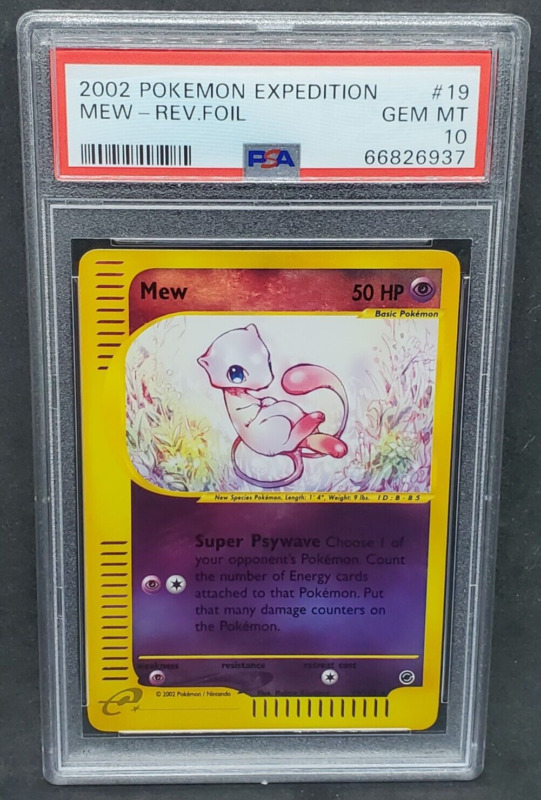 2002 POKEMON EXPEDITION #19
MEW - REV.FOIL GEM MT
10
PSA 66826937
Mew 50 HP
Basic Pokémon
New Species Pokémon, Length: 1' 4", Weight: 9 lbs. ID: B - 85
Super Psywave Choose 1 of
your opponent's Pokémon. Count
the number of Energy cards
attached to that Pokémon. Put
that many damage counters on
the Pokémon.
weakness resistance retreat cost
© 2002 Pokémon / Nintendo